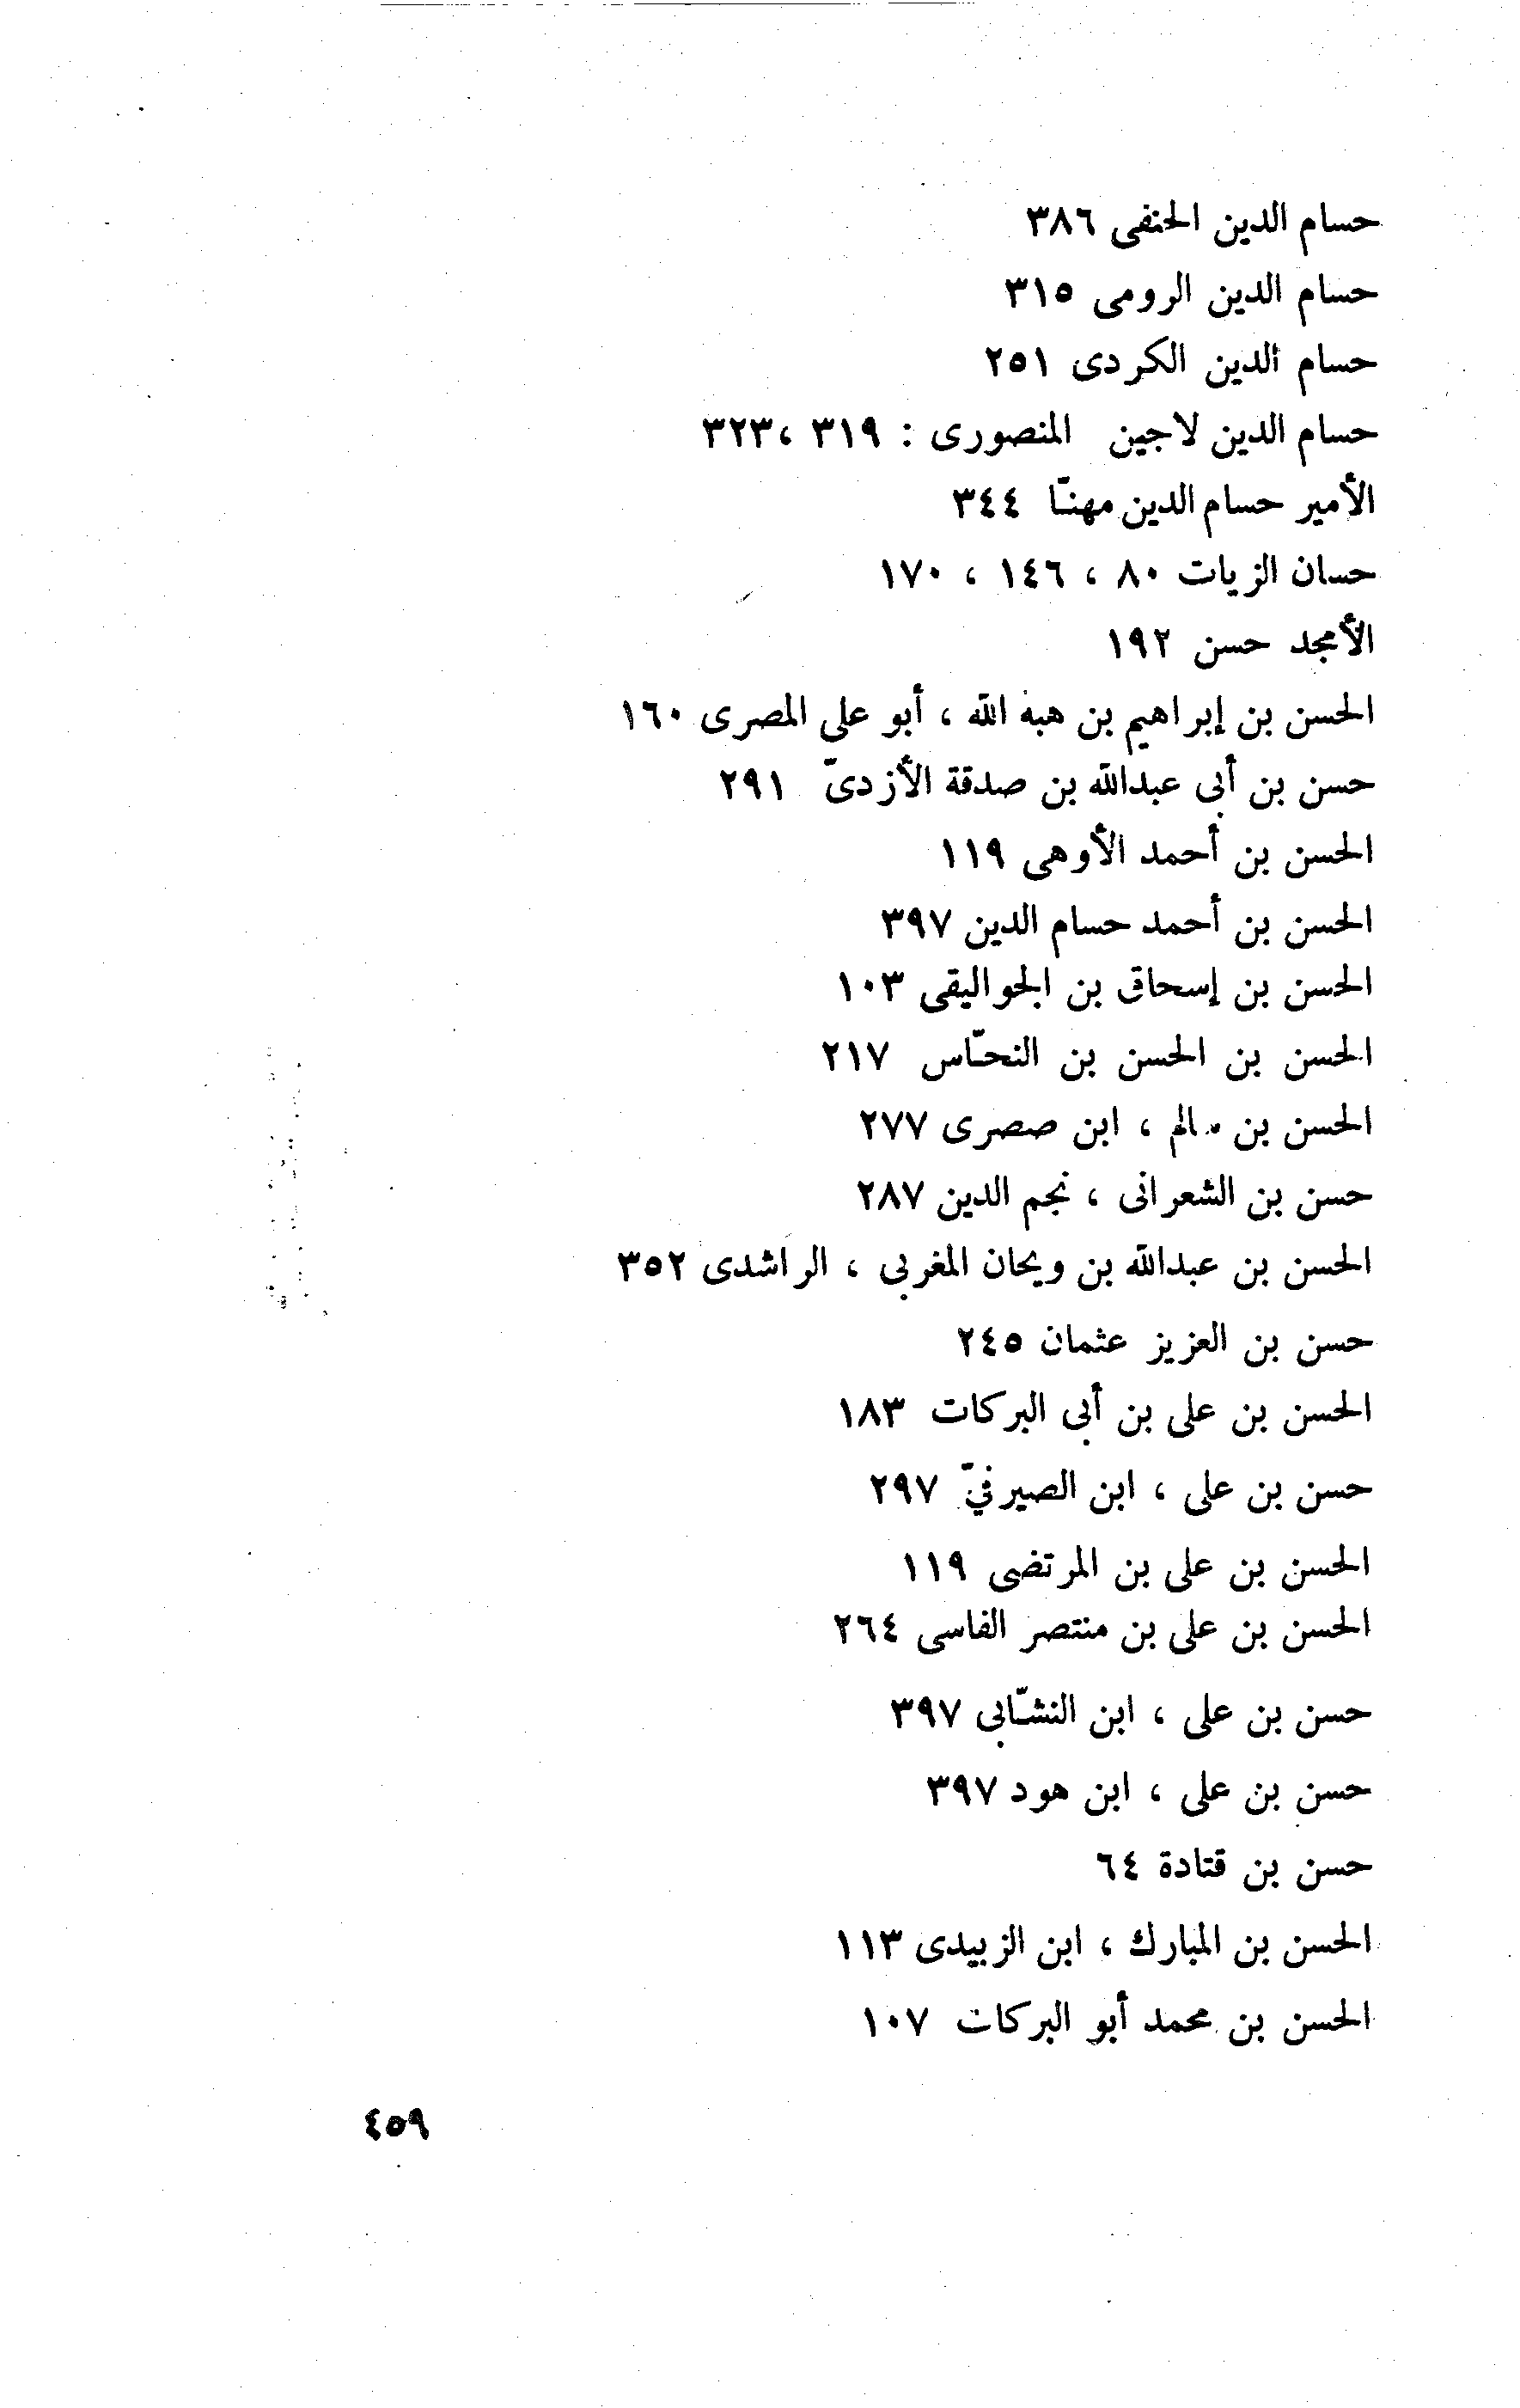 حسام الدين الحنفى ٣٨٦
حسام الدين الرومى ٣١٥
حسام الدين الكردى ٢٥١
حسام الدين لاجين المنصورى : ٣١٩ ، ٣٢٣
الأمير حسام الدين مهنّا ٣٤٤
حسان الزيات ٨٠ ، ١٤٦ ، ١٧٠
الأمجد حسن ١٩٢
الحسن بن إبراهيم بن هبه الله ، أبو على المصرى ١٦٠
حسن بن أبى عبدالله بن صدقة الأزدىّ ٢٩١
الحسن بن أحمد الأوهى ١١٩
الحسن بن أحمد حسام الدين ٣٩٧
الحسن بن إسحاق بن الجواليقى ١٠٣
الحسن بن الحسن بن النحّاس ٢١٧
الحسن بن ، ابن صصرى ٢٧٧
حسن بن الشعرانى ، نجم الدين ٢٨٧
الحسن بن عبدالله بن ويحان المغربى ، الراشدى ٣٥٢
حسن بن العزيز عثمان ٢٤٥
الحسن بن على بن أبى البركات ١٨٣
حسن بن على ، ابن الصيرفيّ ٢٩٧
الحسن بن على بن المرتضى ١١٩
الحسن بن على بن منتصر الفاسى ٢٦٤
حسن بن على ، ابن النشّابى ٣٩٧
حسن بن على ، ابن هود ٣٩٧
حسن بن قتادة ٦٤
الحسن بن المبارك ، ابن الزبيدى ١١٣
الحسن بن محمد أبو البركات ١٠٧
٤٥٩